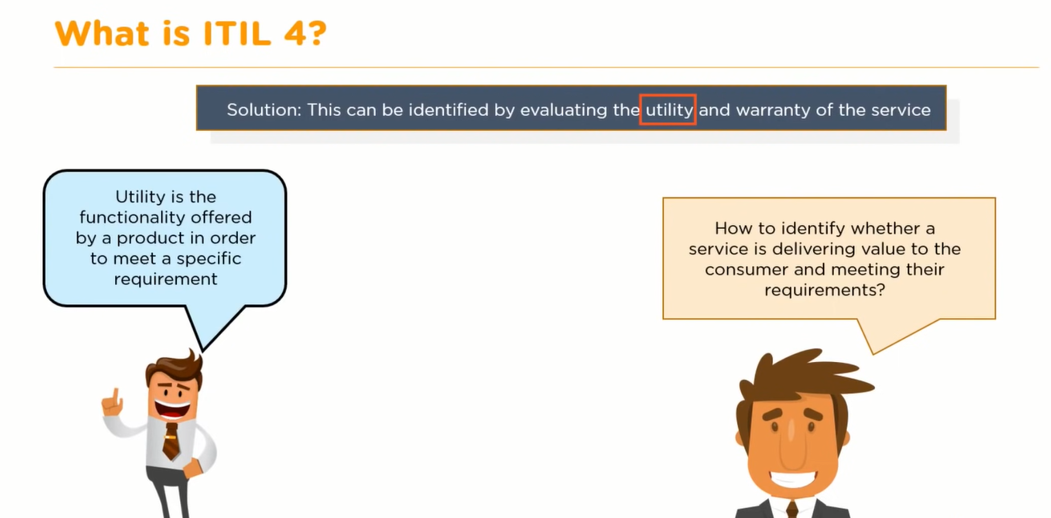 What is ITIL 4?
Solution: This can be identified by evaluating the utility and warranty of the service
Utility is the
functionality offered
by a product in order
to meet a specific
requirement
How to identify whether a
service is delivering value to the
consumer and meeting their
requirements?